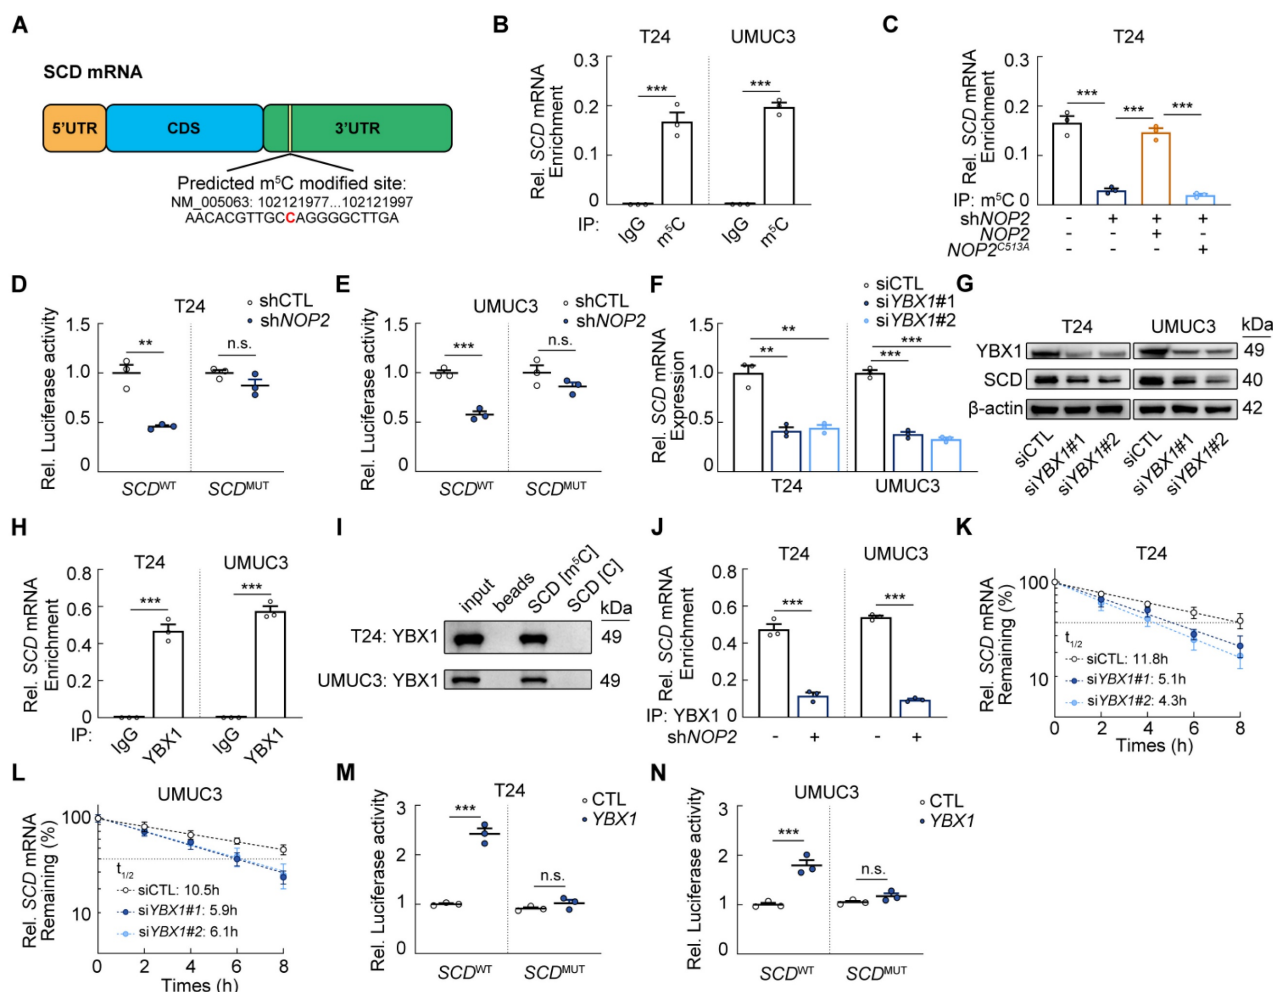 A
SCD mRNA
5'UTR CDS 3'UTR
Predicted m⁵C modified site:
NM_005063: 102121977...102121997
AACACGTTGCCAGGGGCTTGA
B
T24 UMUC3
Rel. SCD mRNA
Enrichment
0.3
0.2
0.1
0
*** ***
IP: IgG m⁵C IgG m⁵C
C
T24
Rel. SCD mRNA
Enrichment
0.3
0.2
0.1
0
*** *** ***
IP: m⁵C
shNOP2 - + + +
NOP2 - - + -
NOP2C513A - - - +
D
T24
shCTL
shNOP2
Rel. Luciferase activity
1.5
1.0
0.5
0
** n.s.
SCDWT SCDMUT
E
UMUC3
shCTL
shNOP2
Rel. Luciferase activity
1.5
1.0
0.5
0
*** n.s.
SCDWT SCDMUT
F
siCTL
siYBX1#1
siYBX1#2
Rel. SCD mRNA
Expression
1.5
1.0
0.5
0
** ** *** ***
T24 UMUC3
G
T24 UMUC3 kDa
YBX1 49
SCD 40
β-actin 42
siCTL siYBX1#1 siYBX1#2 siCTL siYBX1#1 siYBX1#2
H
T24 UMUC3
Rel. SCD mRNA
Enrichment
0.8
0.6
0.4
0.2
0
*** ***
IP: IgG YBX1 IgG YBX1
I
input beads SCD [m⁵C] SCD [C] kDa
T24: YBX1 49
UMUC3: YBX1 49
J
T24 UMUC3
Rel. SCD mRNA
Enrichment
0.8
0.6
0.4
0.2
0
*** ***
IP: YBX1
shNOP2 - + - +
K
T24
Rel. SCD mRNA
Remaining (%)
100
10
t1/2
siCTL: 11.8h
siYBX1#1: 5.1h
siYBX1#2: 4.3h
0 2 4 6 8
Times (h)
L
UMUC3
Rel. SCD mRNA
Remaining (%)
100
10
t1/2
siCTL: 10.5h
siYBX1#1: 5.9h
siYBX1#2: 6.1h
0 2 4 6 8
Times (h)
M
T24
CTL
YBX1
Rel. Luciferase activity
3
2
1
0
*** n.s.
SCDWT SCDMUT
N
UMUC3
CTL
YBX1
Rel. Luciferase activity
3
2
1
0
*** n.s.
SCDWT SCDMUT